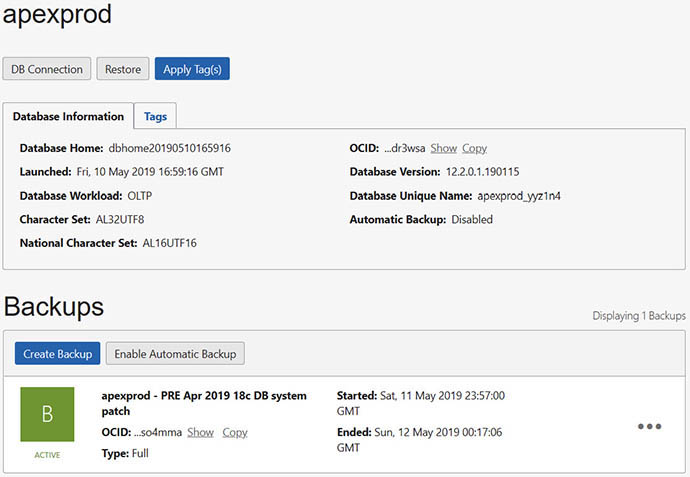 apexprod
DB Connection Restore Apply Tag(s)
Database Information Tags
Database Home: dbhome20190510165916
Launched: Fri, 10 May 2019 16:59:16 GMT
Database Workload: OLTP
Character Set: AL32UTF8
National Character Set: AL16UTF16
OCID: ...dr3wsa Show Copy
Database Version: 12.2.0.1.190115
Database Unique Name: apexprod_yyz1n4
Automatic Backup: Disabled
Backups
Displaying 1 Backups
Create Backup Enable Automatic Backup
B
ACTIVE
apexprod - PRE Apr 2019 18c DB system
patch
OCID: ...so4mma Show Copy
Type: Full
Started: Sat, 11 May 2019 23:57:00
GMT
Ended: Sun, 12 May 2019 00:17:06
GMT